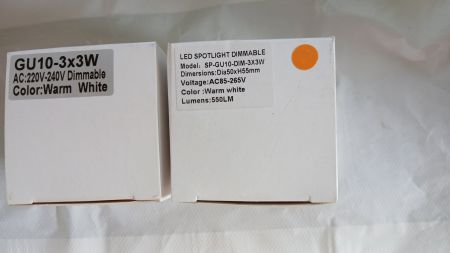 GU10-3x3W
AC:220V-240V Dimmable
Color:Warm White
LED SPOTLIGHT DIMMABLE
Model: SP-GU10-DIM-3X3W
Dimersions:Dia50xH55mm
Voltage:AC85-265V
Color :Warm white
Lumens:550LM